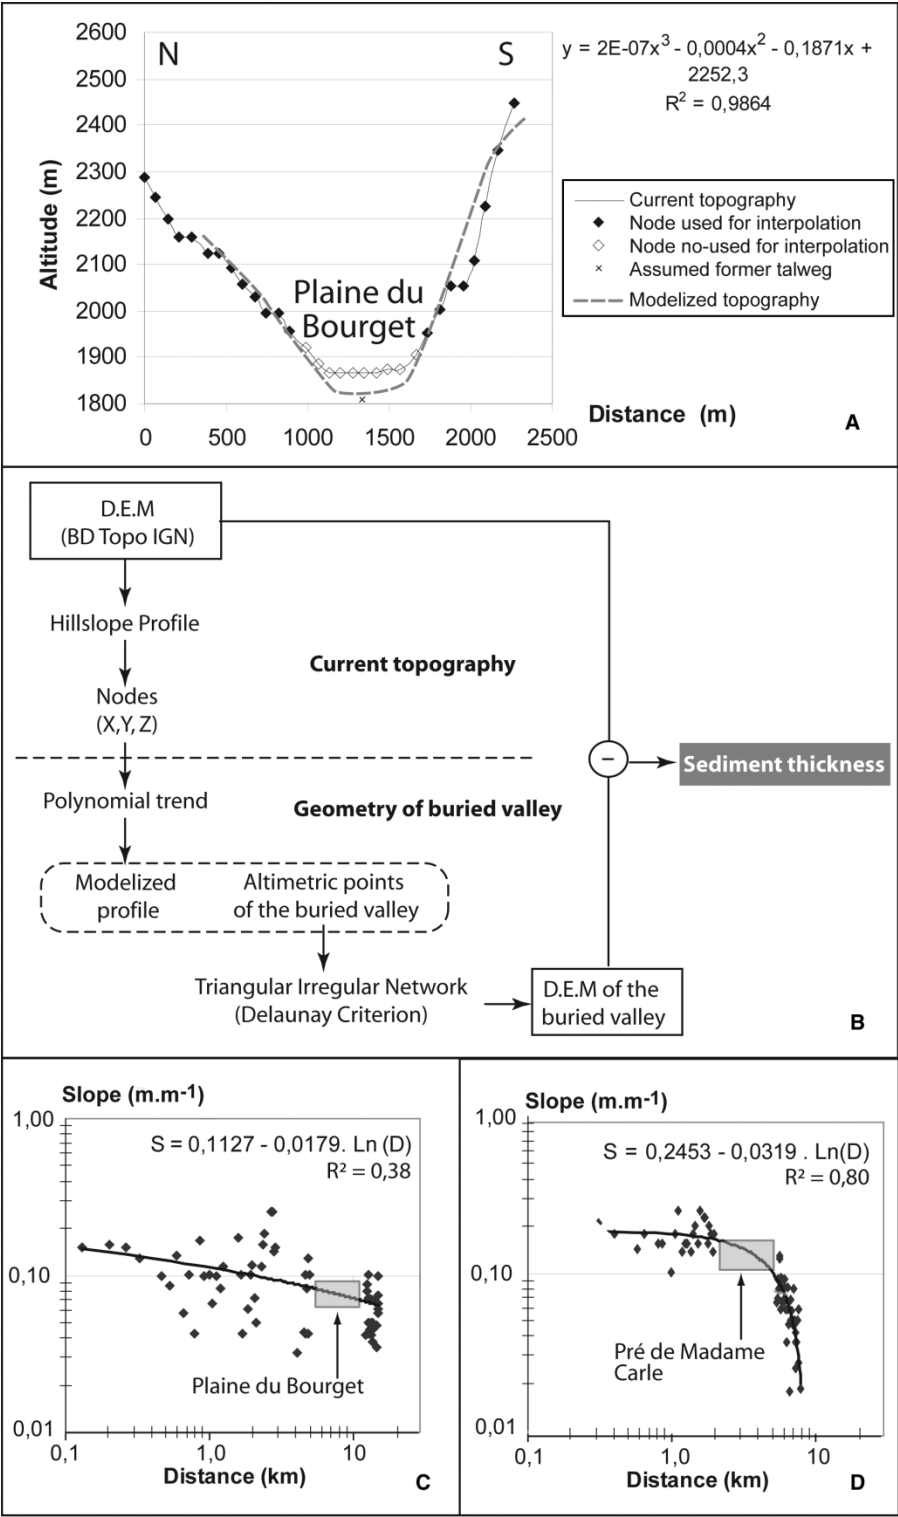 2600
2500
2400
2300
2200
2100
2000
1900
1800
Altitude (m)
N
S
Plaine du
Bourget
0
500
1000
1500
2000
2500
Distance (m)
y = 2E-07x³ - 0,0004x² - 0,1871x +
2252,3
R² = 0,9864
Current topography
Node used for interpolation
Node no-used for interpolation
Assumed former talweg
Modelized topography
A
D.E.M
(BD Topo IGN)
Hillslope Profile
Nodes
(X,Y, Z)
Current topography
−
Sediment thickness
Polynomial trend
Geometry of buried valley
Modelized
profile
Altimetric points
of the buried valley
Triangular Irregular Network
(Delaunay Criterion)
D.E.M of the
buried valley
B
Slope (m.m-1)
1,00
0,10
0,01
S = 0,1127 - 0,0179. Ln (D)
R² = 0,38
Plaine du Bourget
0,1
1,0
10
Distance (km)
C
Slope (m.m-1)
1,00
0,10
0,01
S = 0,2453 - 0,0319 . Ln(D)
R² = 0,80
Pré de Madame
Carle
0,1
1,0
10
Distance (km)
D